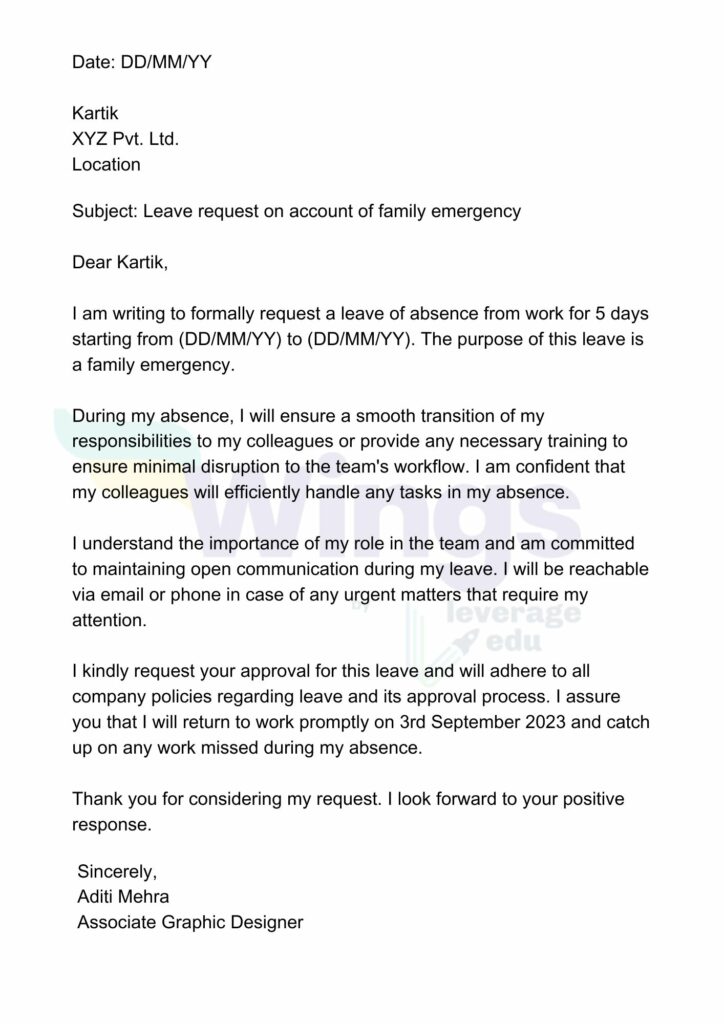 Date: DD/MM/YY
Kartik
XYZ Pvt. Ltd.
Location
Subject: Leave request on account of family emergency
Dear Kartik,
I am writing to formally request a leave of absence from work for 5 days
starting from (DD/MM/YY) to (DD/MM/YY). The purpose of this leave is
a family emergency.
During my absence, I will ensure a smooth transition of my
responsibilities to my colleagues or provide any necessary training to
ensure minimal disruption to the team's workflow. I am confident that
my colleagues will efficiently handle any tasks in my absence.
Wings
I understand the importance of my role in the team and am committed
to maintaining open communication during my leave. I will be reachable
via email or phone in case of any urgent matters that require my
attention.
by
leverage
edu
I kindly request your approval for this leave and will adhere to all
company policies regarding leave and its approval process. I assure
you that I will return to work promptly on 3rd September 2023 and catch
up on any work missed during my absence.
Thank you for considering my request. I look forward to your positive
response.
Sincerely,
Aditi Mehra
Associate Graphic Designer